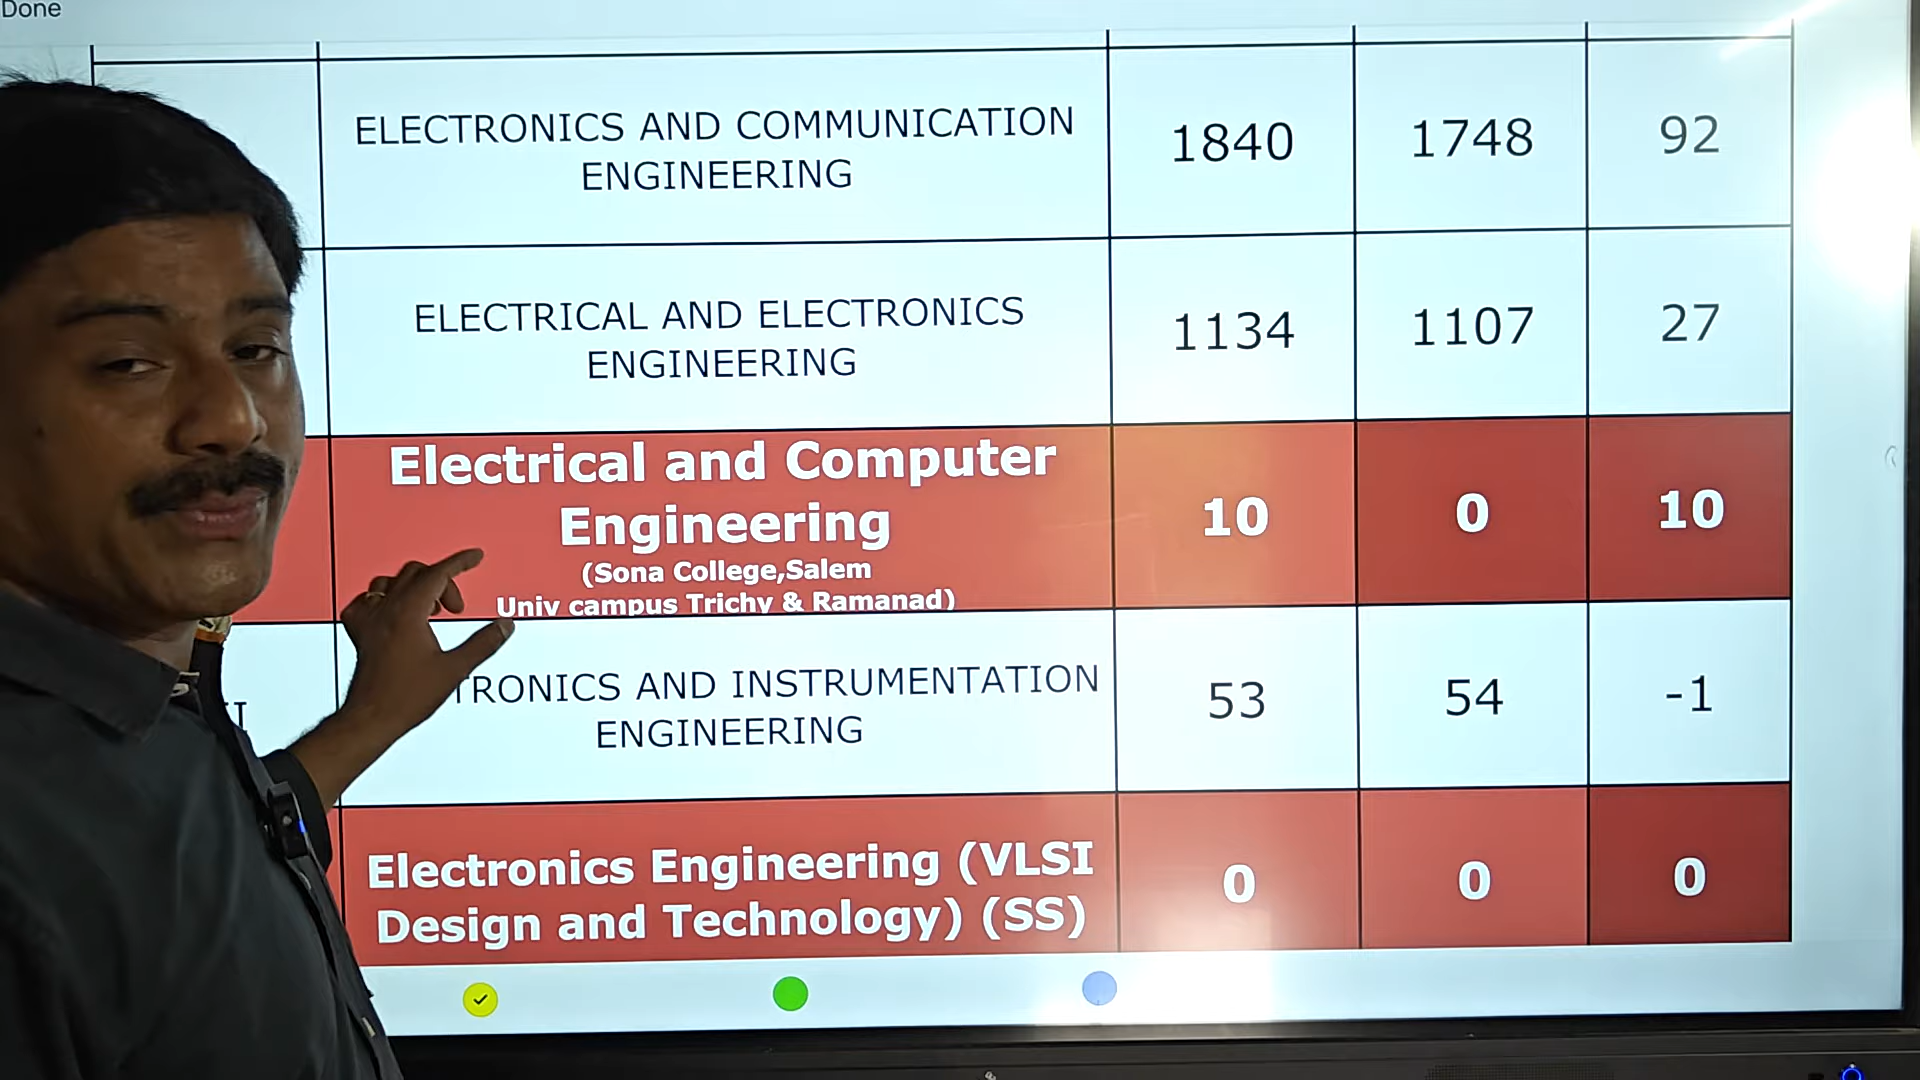 Done
ELECTRONICS AND COMMUNICATION
ENGINEERING
1840
1748
92
ELECTRICAL AND ELECTRONICS
ENGINEERING
1134
1107
27
Electrical and Computer
Engineering
(Sona College,Salem
Univ campus Trichy & Ramanad)
10
0
10
TRONICS AND INSTRUMENTATION
ENGINEERING
53
54
-1
Electronics Engineering (VLSI
Design and Technology) (SS)
0
0
0